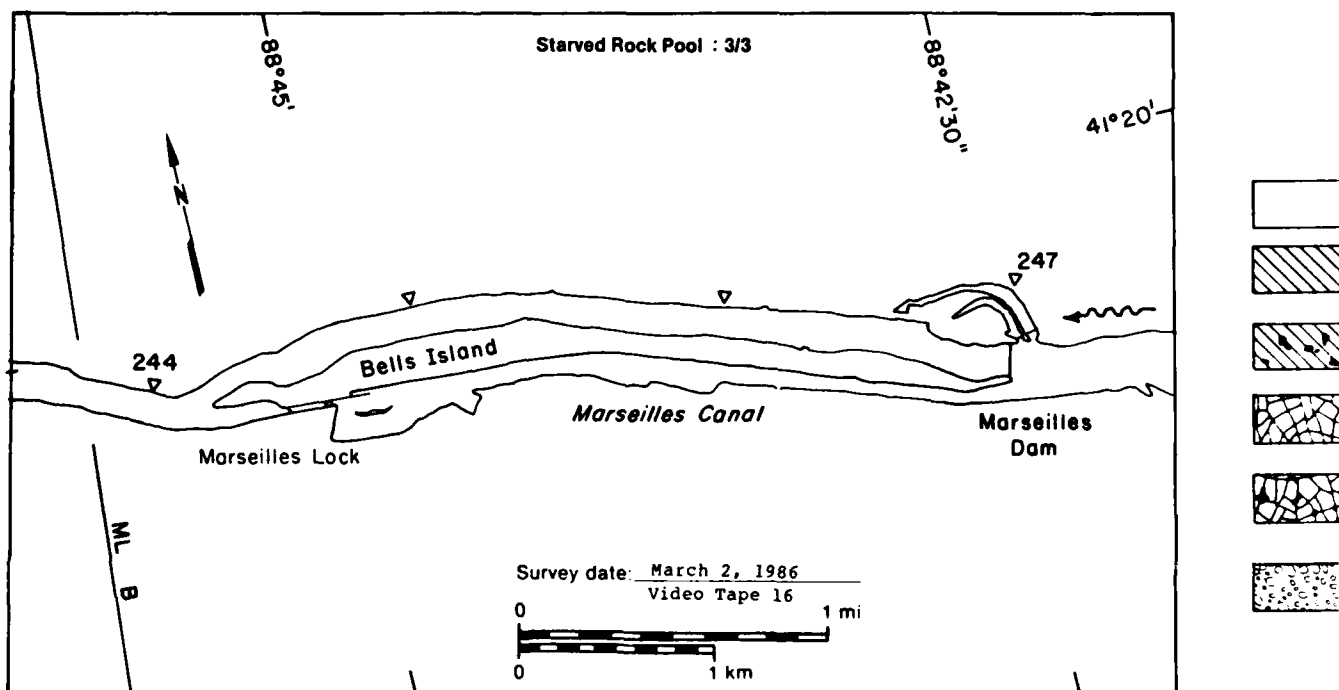 Starved Rock Pool : 3/3
88°45'
88°42'30"
41°20'
N
247
244
Bells Island
Marseilles Canal
Marseilles Lock
Marseilles
Dam
ML B
Survey date: March 2, 1986
Video Tape 16
0 1 mi
0 1 km